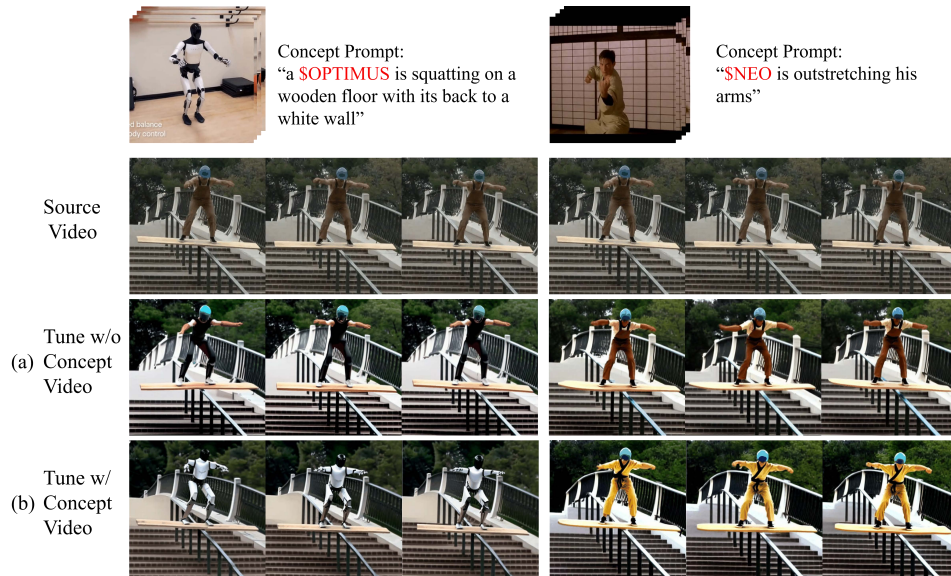 Concept Prompt:
“a $OPTIMUS is squatting on a
wooden floor with its back to a
white wall”
d balance
ody control
Concept Prompt:
“$NEO is outstretching his
arms”
Source
Video
(a) Tune w/o
Concept
Video
(b) Tune w/
Concept
Video